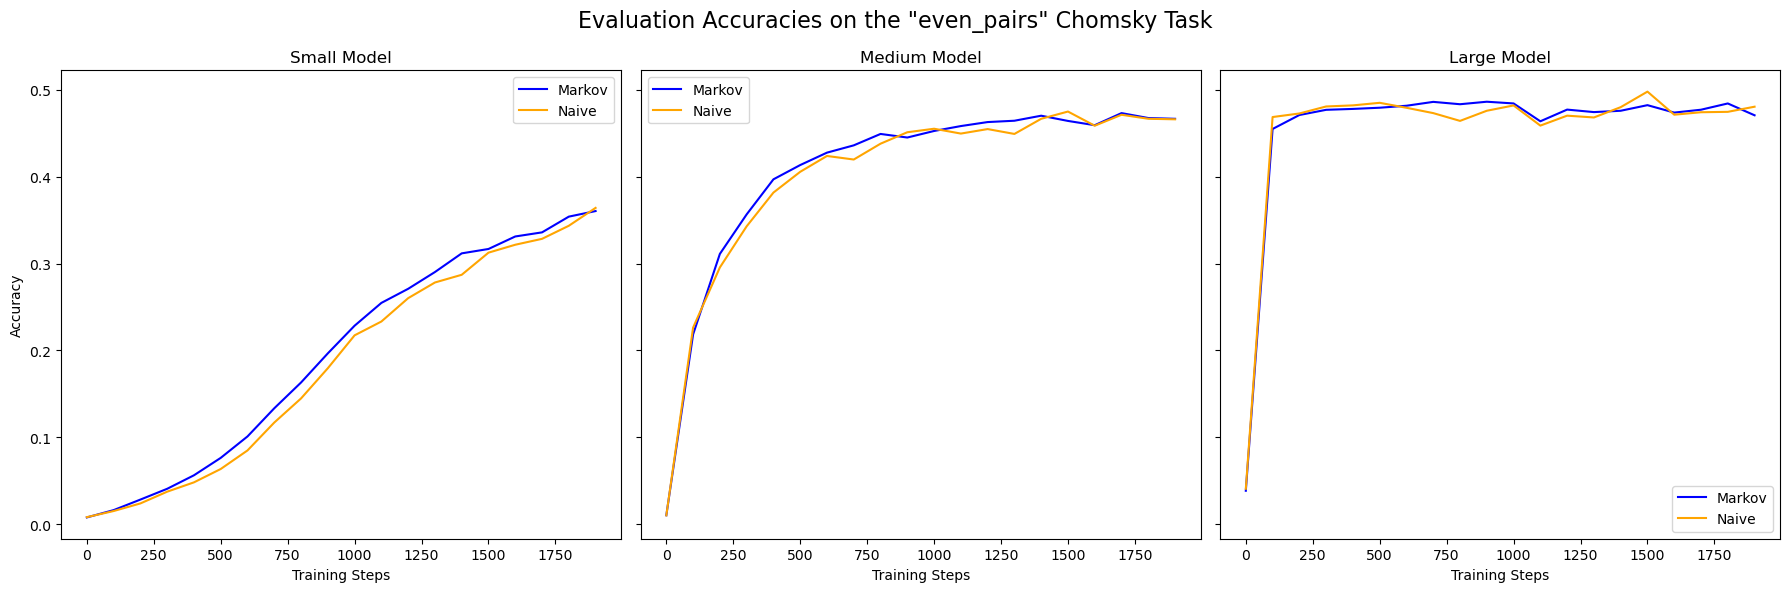 Evaluation Accuracies on the "even_pairs" Chomsky Task
Small Model
Markov
Naive
Accuracy
0.5
0.4
0.3
0.2
0.1
0.0
0 250 500 750 1000 1250 1500 1750
Training Steps
Medium Model
Markov
Naive
0 250 500 750 1000 1250 1500 1750
Training Steps
Large Model
Markov
Naive
0 250 500 750 1000 1250 1500 1750
Training Steps